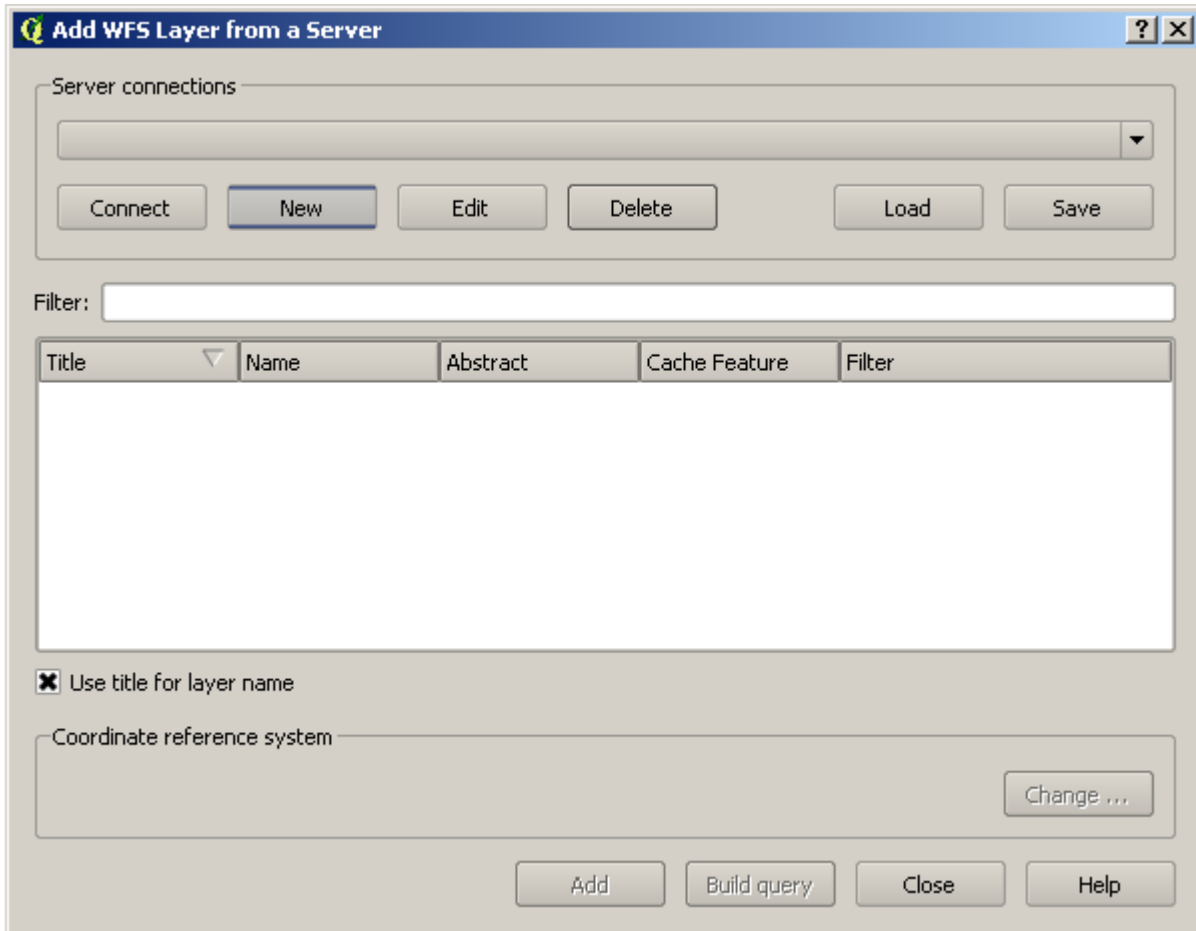 Add WFS Layer from a Server
Server connections
Connect New Edit Delete Load Save
Filter:
Title Name Abstract Cache Feature Filter
Use title for layer name
Coordinate reference system
Change ...
Add Build query Close Help